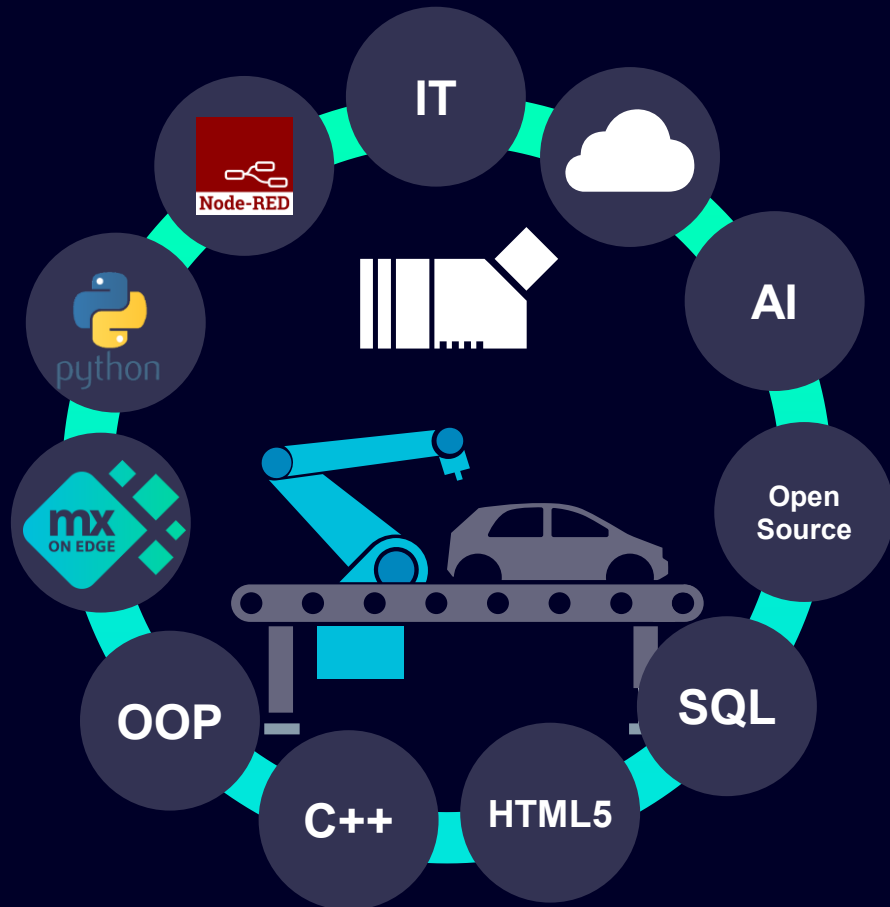 IT
Node-RED
AI
python
Open
Source
mx
ON EDGE
SQL
OOP
HTML5
C++